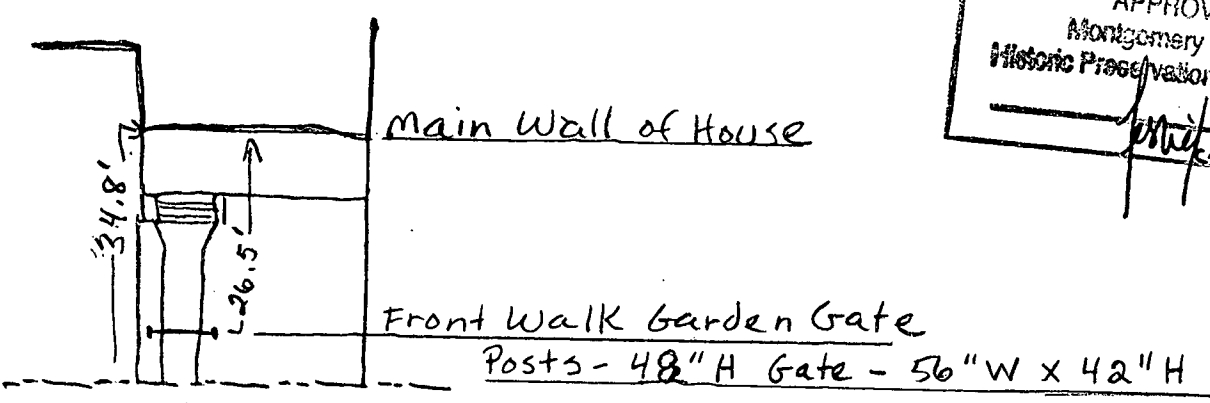 APPROV
Montgomery
Historic Preservation
Main Wall of House
34.8'
26.5'
Front Walk Garden Gate
Posts - 48" H Gate - 56" W x 42" H